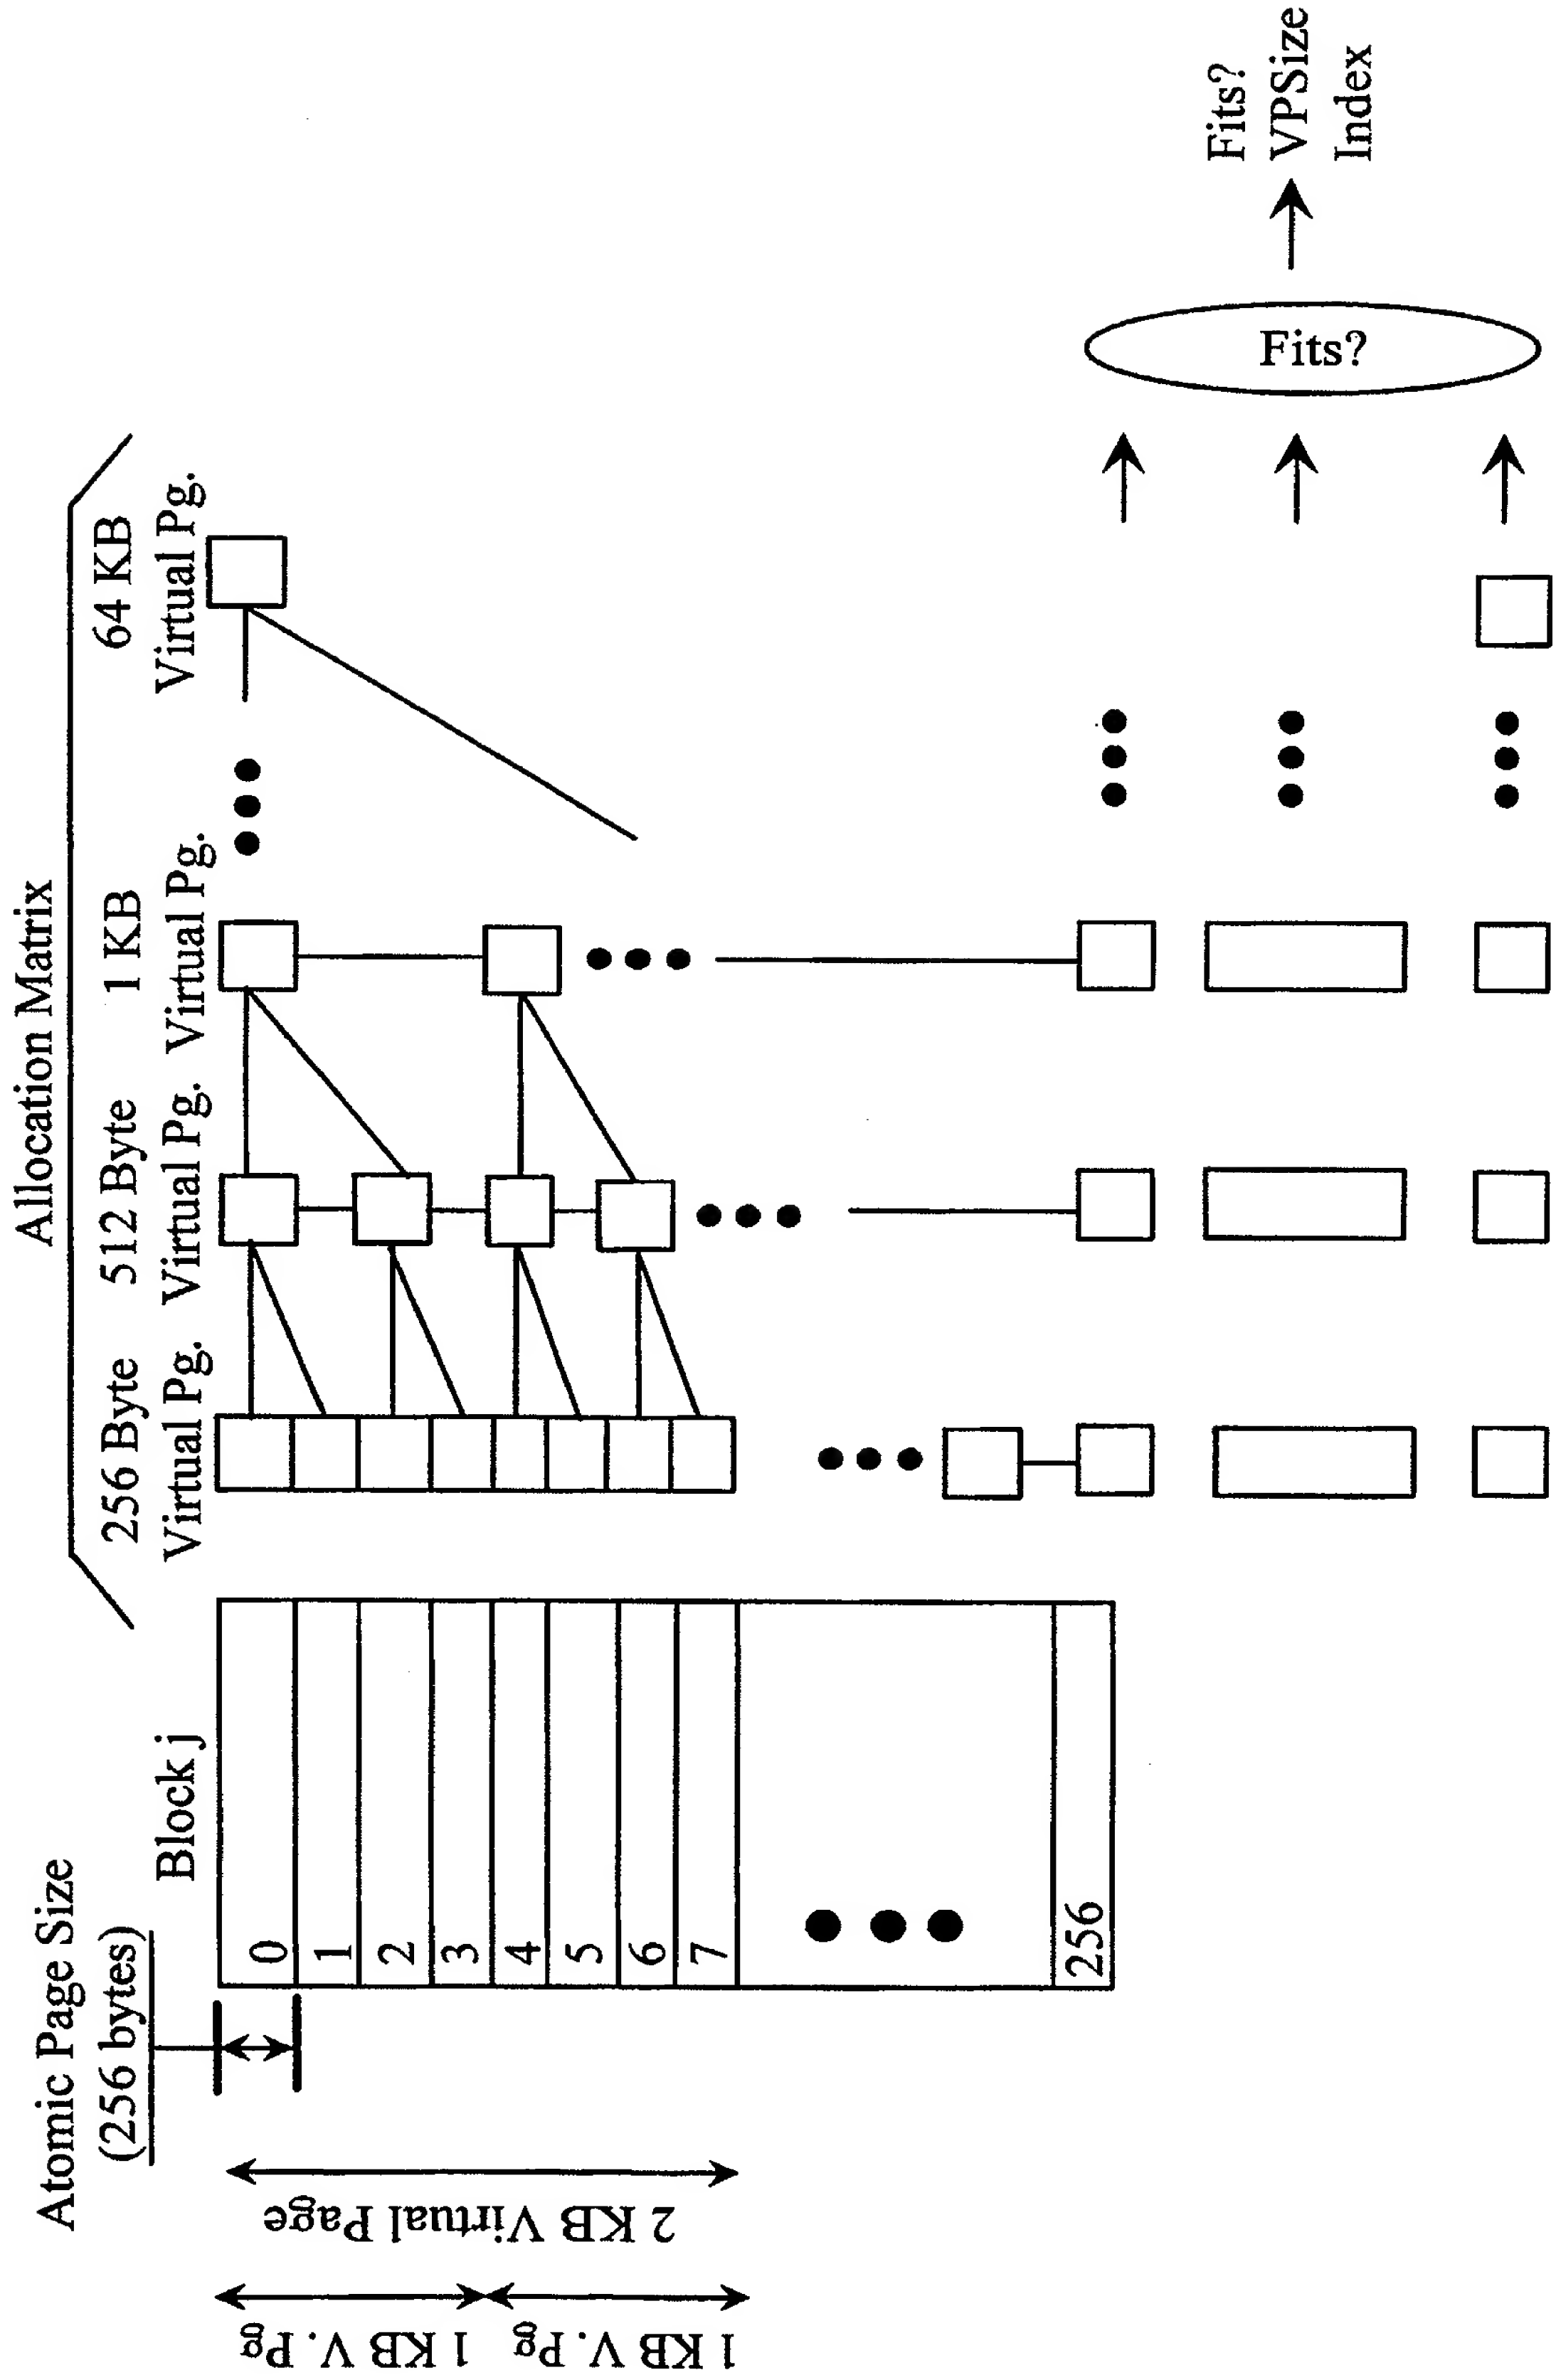 Allocation Matrix
Atomic Page Size
(256 bytes)
Block j
256 Byte
Virtual Pg.
512 Byte
Virtual Pg.
1 KB
Virtual Pg.
64 KB
Virtual Pg.
0
1
2
3
4
5
6
7
256
2 KB Virtual Page
1 KB V. Pg
1 KB V. Pg
Fits?
Fits?
VPSize
Index